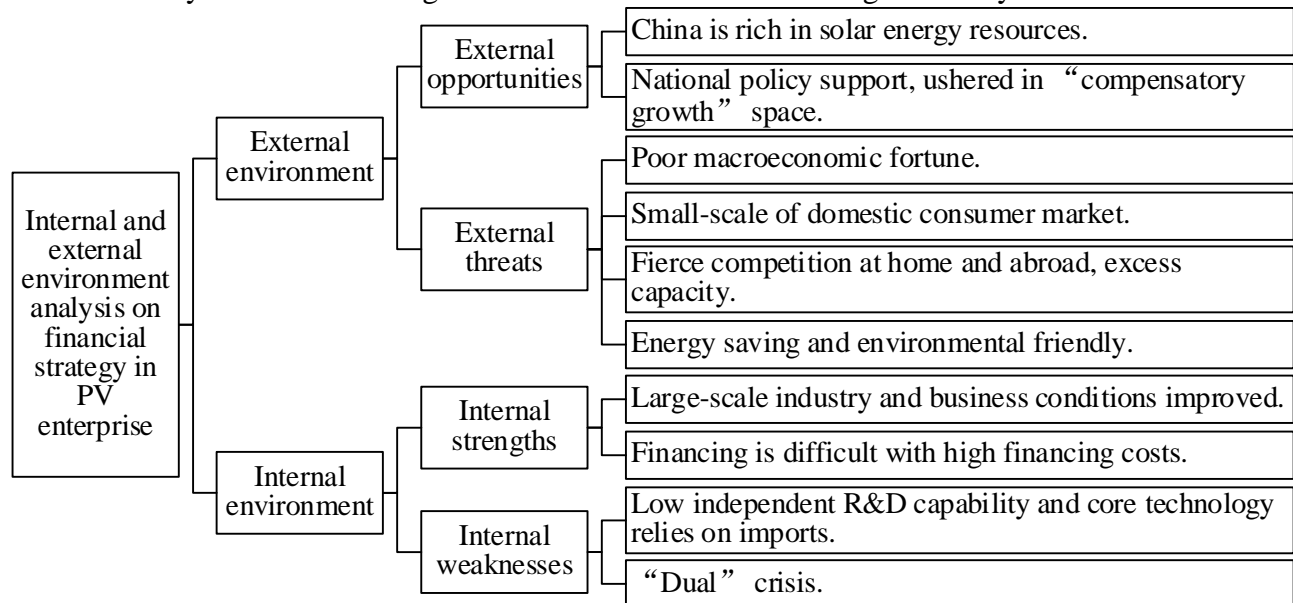 Internal and
external
environment
analysis on
financial
strategy in
PV
enterprise
External
environment
Internal
environment
External
opportunities
External
threats
Internal
strengths
Internal
weaknesses
China is rich in solar energy resources.
National policy support, ushered in “compensatory
growth” space.
Poor macroeconomic fortune.
Small-scale of domestic consumer market.
Fierce competition at home and abroad, excess
capacity.
Energy saving and environmental friendly.
Large-scale industry and business conditions improved.
Financing is difficult with high financing costs.
Low independent R&D capability and core technology
relies on imports.
“Dual” crisis.